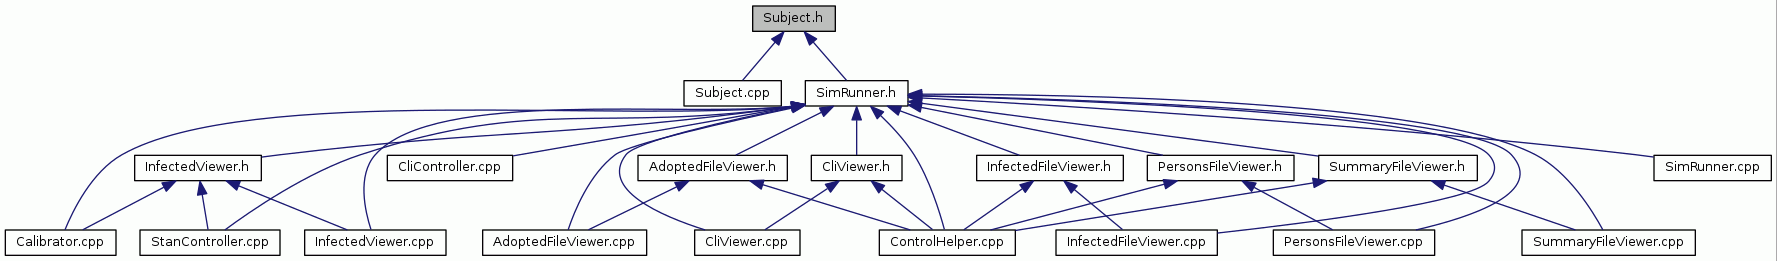 Subject.h
Subject.cpp
SimRunner.h
InfectedViewer.h
CliController.cpp
AdoptedFileViewer.h
CliViewer.h
InfectedFileViewer.h
PersonsFileViewer.h
SummaryFileViewer.h
SimRunner.cpp
Calibrator.cpp
StanController.cpp
InfectedViewer.cpp
AdoptedFileViewer.cpp
CliViewer.cpp
ControlHelper.cpp
InfectedFileViewer.cpp
PersonsFileViewer.cpp
SummaryFileViewer.cpp